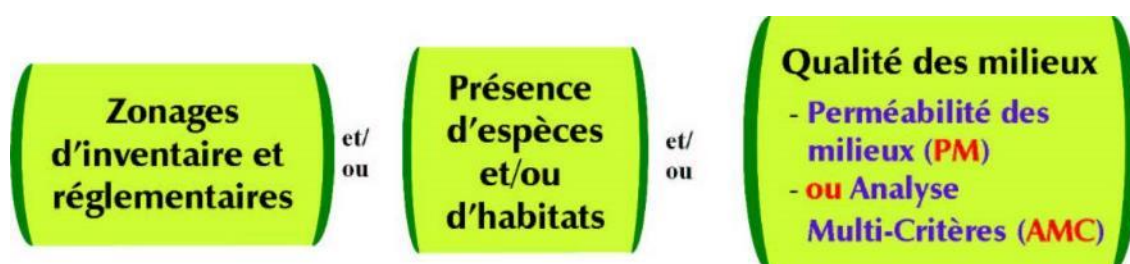 Zonages
d'inventaire et
réglementaires
et/
ou
Présence
d'espèces
et/ou
d'habitats
et/
ou
Qualité des milieux
- Perméabilité des
milieux (PM)
- ou Analyse
Multi-Critères (AMC)